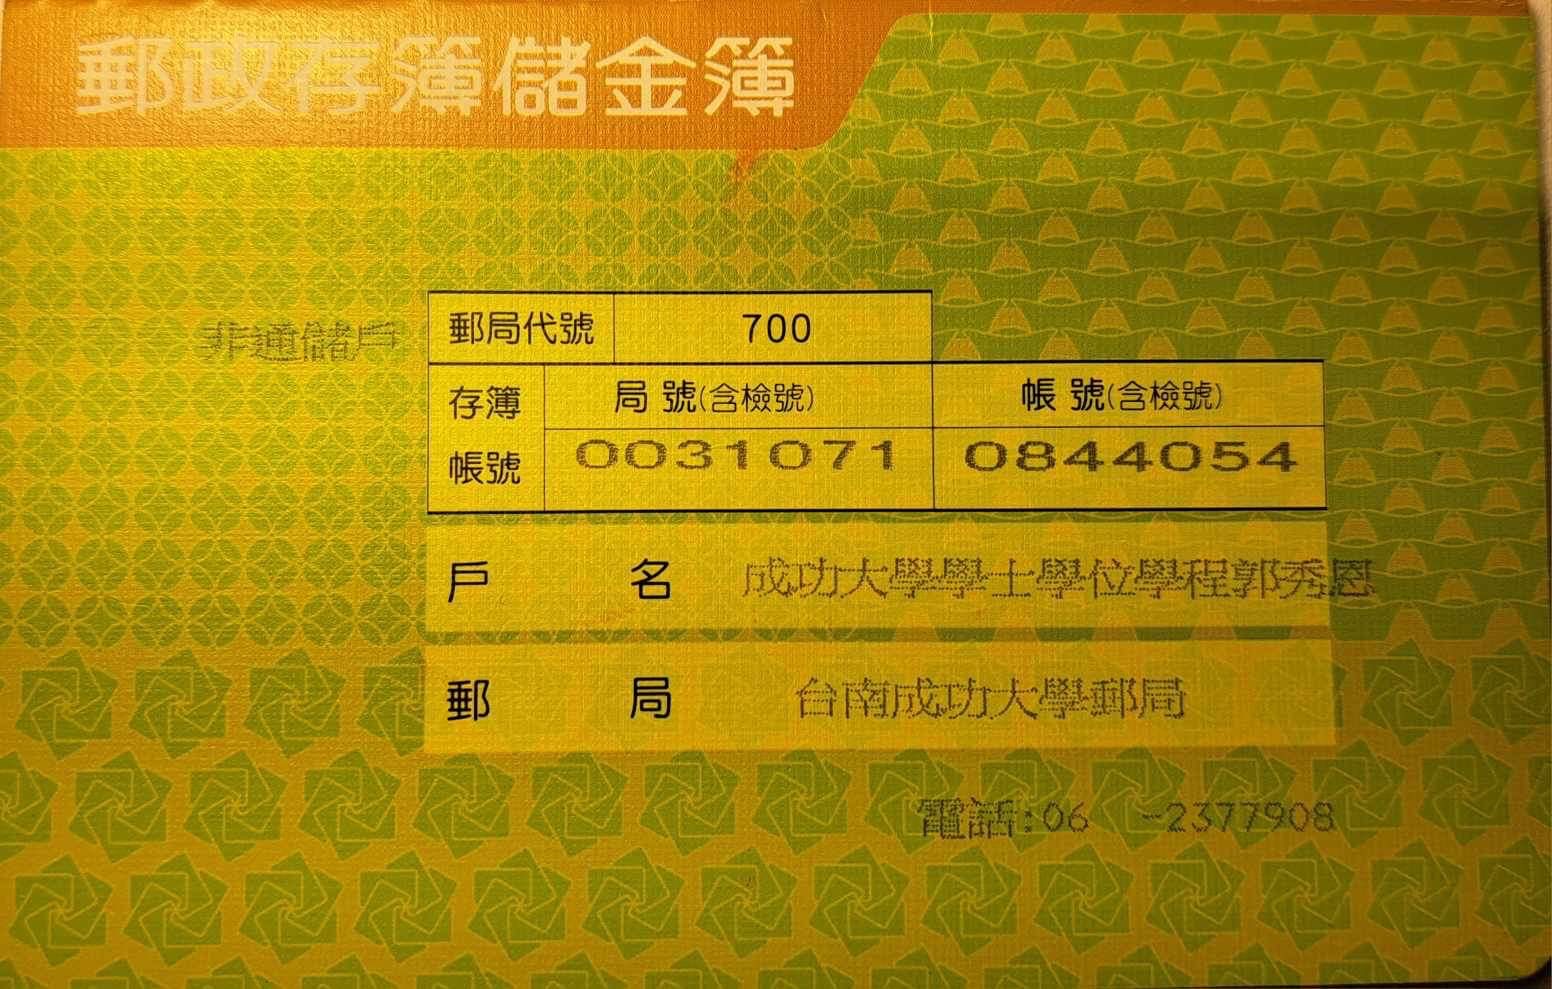 郵政存簿儲金簿
非通儲戶
郵局代號 700
存簿帳號 局號(含檢號) 帳號(含檢號)
0031071 0844054
戶名 成功大學學士學位學程郭秀恩
郵局 台南成功大學郵局
電話:06 -2377908